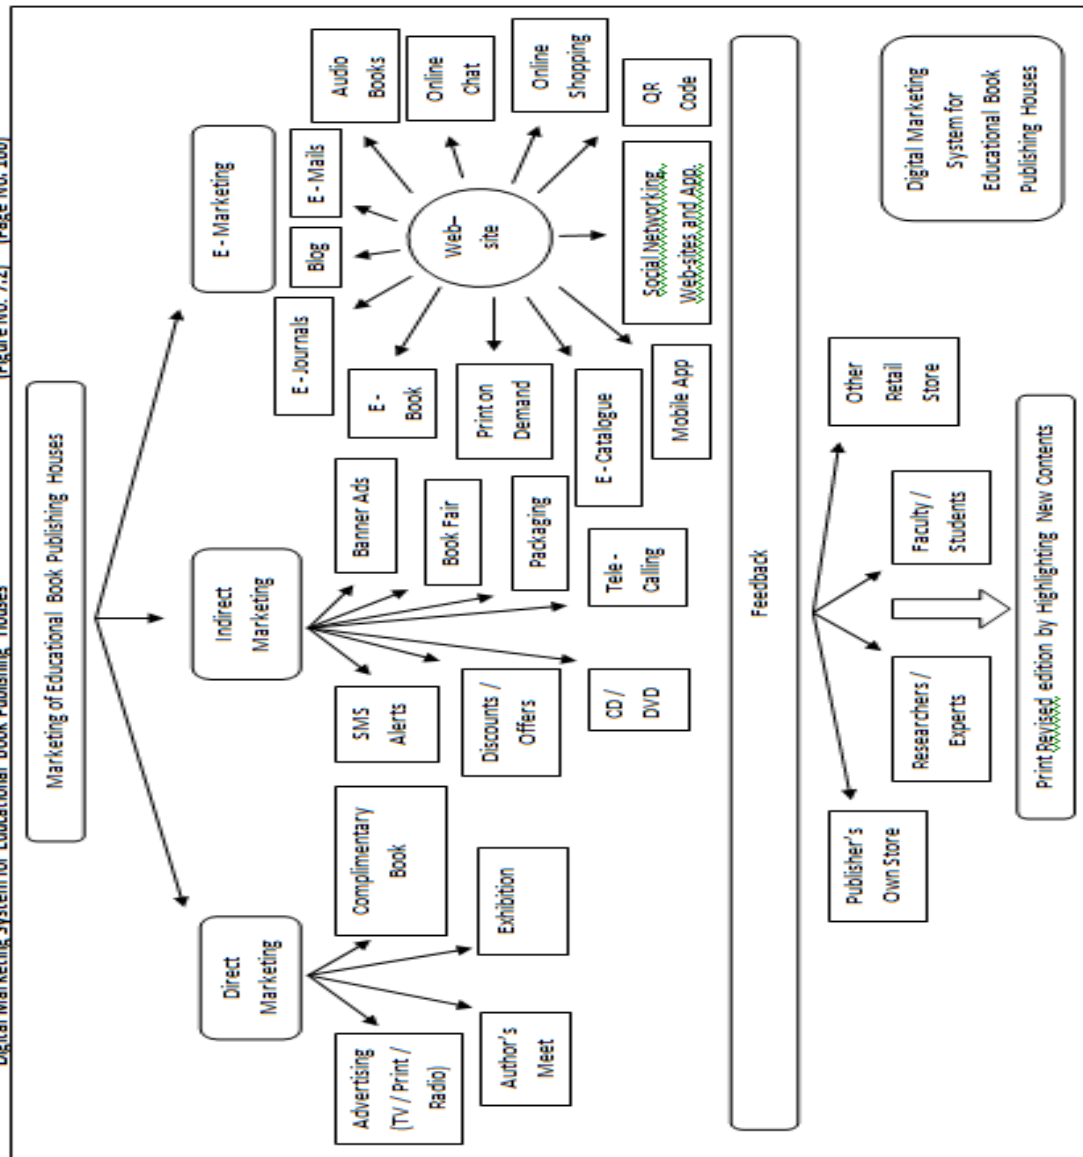 Digital Marketing System for Educational Book Publishing Houses (Figure No. 7.2) (Page No. 166)
Marketing of Educational Book Publishing Houses
Direct
Marketing
Indirect
Marketing
E - Marketing
Advertising
(TV / Print /
Radio)
Author's
Meet
Exhibition
Complimentary
Book
SMS
Alerts
Discounts /
Offers
CD /
DVD
Tele -
Calling
Packaging
Book Fair
Banner Ads
E - Journals
Blog
E - Mails
Audio
Books
Online
Chat
Online
Shopping
QR
Code
Web–
site
E -
Book
Print on
Demand
E - Catalogue
Mobile App
Social Networking
Web-sites and App.
Feedback
Publisher's
Own Store
Researchers /
Experts
Faculty /
Students
Other
Retail
Store
Print Revised edition by Highlighting New Contents
Digital Marketing
System for
Educational Book
Publishing Houses